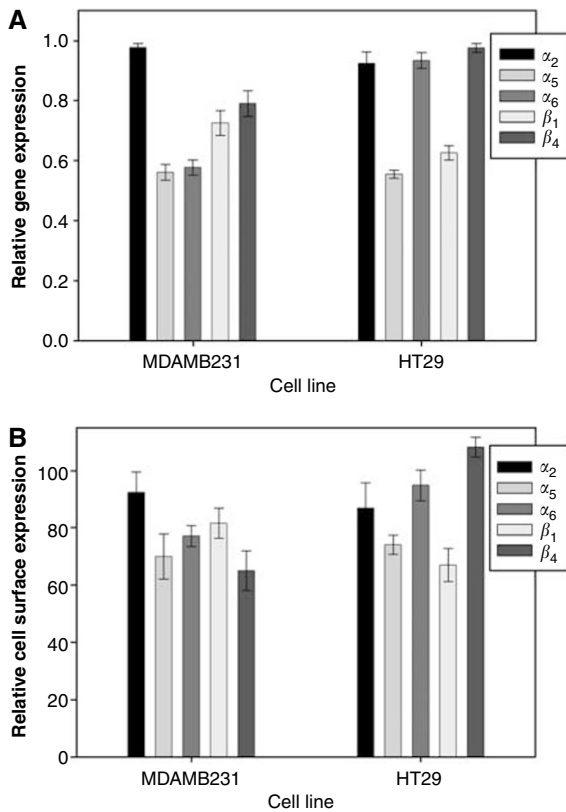 A
Relative gene expression
1.0
0.8
0.6
0.4
0.2
0.0
α2
α5
α6
β1
β4
MDAMB231
HT29
Cell line
B
Relative cell surface expression
100
80
60
40
20
0
α2
α5
α6
β1
β4
MDAMB231
HT29
Cell line